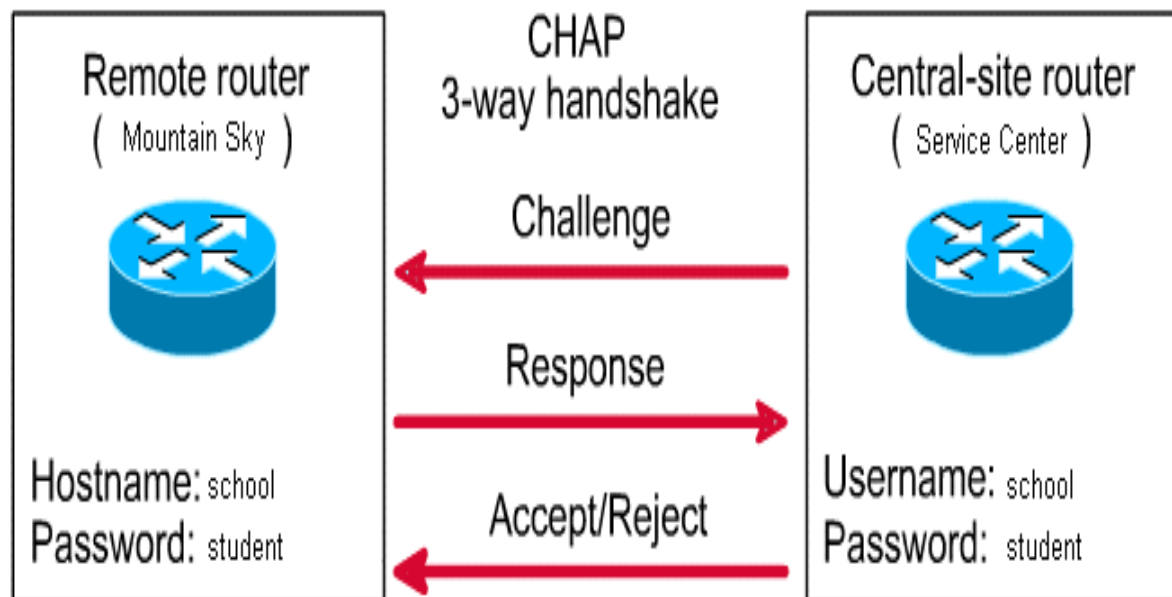 Remote router
( Mountain Sky )
Hostname: school
Password: student
CHAP
3-way handshake
Challenge
Response
Accept/Reject
Central-site router
( Service Center )
Username: school
Password: student